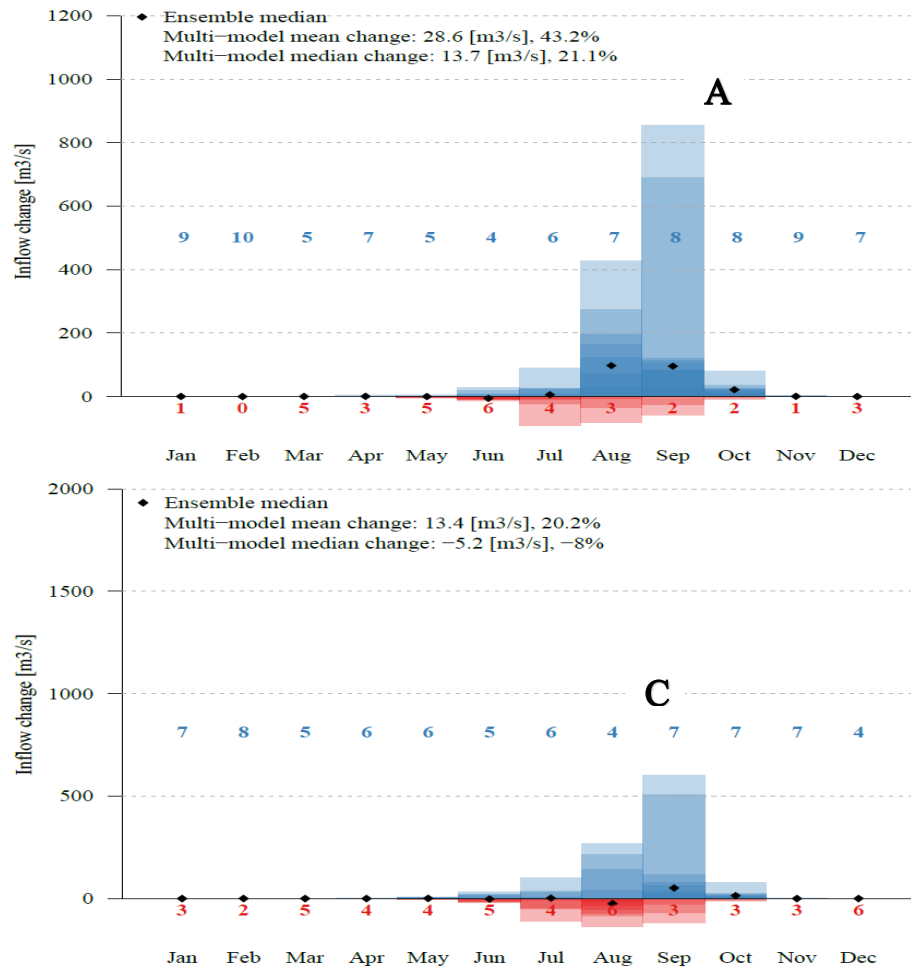 1200
Ensemble median
Multi−model mean change: 28.6 [m3/s], 43.2%
Multi−model median change: 13.7 [m3/s], 21.1%
1000
A
800
Inflow change [m3/s]
600
9 10 5 7 5 4 6 7 8 8 9 7
400
200
0
1 0 5 3 5 6 4 3 2 2 1 3
Jan Feb Mar Apr May Jun Jul Aug Sep Oct Nov Dec
2000
Ensemble median
Multi−model mean change: 13.4 [m3/s], 20.2%
Multi−model median change: −5.2 [m3/s], −8%
1500
Inflow change [m3/s]
1000
C
7 8 5 6 6 5 6 4 7 7 7 4
500
0
3 2 5 4 4 5 4 6 3 3 3 6
Jan Feb Mar Apr May Jun Jul Aug Sep Oct Nov Dec